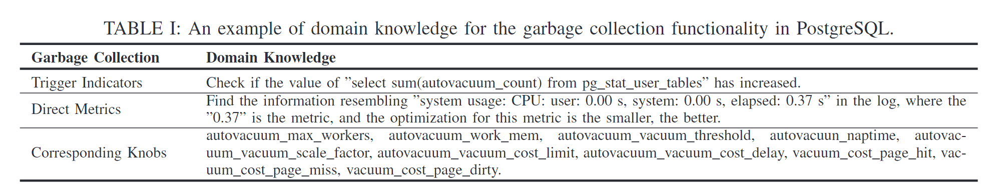 TABLE I: An example of domain knowledge for the garbage collection functionality in PostgreSQL.
Garbage Collection Domain Knowledge
Trigger Indicators Check if the value of ”select sum(autovacuum_count) from pg_stat_user_tables” has increased.
Find the information resembling ”system usage: CPU: user: 0.00 s, system: 0.00 s, elapsed: 0.37 s” in the log, where the
Direct Metrics
”0.37” is the metric, and the optimization for this metric is the smaller, the better.
autovacuum_max_workers, autovacuum_work_mem, autovacuum_vacuum_threshold, autovacuun_naptime, autovac-
Corresponding Knobs uum_vacuum_scale_factor, autovacuum_vacuum_cost_limit, autovacuum_vacuum_cost_delay, vacuum_cost_page_hit, vac-
uum_cost_page_miss, vacuum_cost_page_dirty.